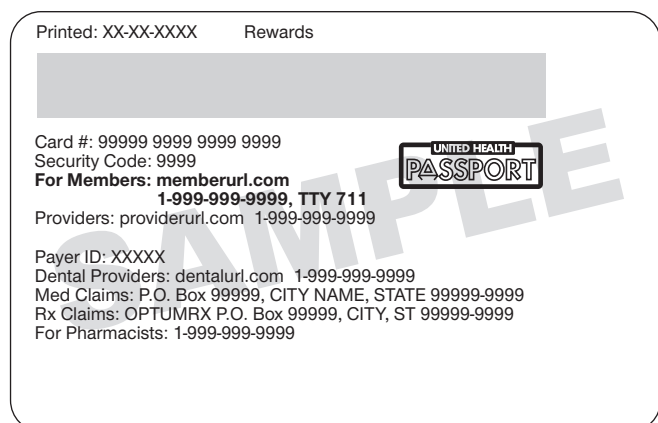 Printed: XX-XX-XXXX Rewards
Card #: 99999 9999 9999 9999
Security Code: 9999
UNITED HEALTH
PASSPORT
For Members: memberurl.com
1-999-999-9999, TTY 711
Providers: providerurl.com 1-999-999-9999
Payer ID: XXXXX
Dental Providers: dentalurl.com 1-999-999-9999
Med Claims: P.O. Box 99999, CITY NAME, STATE 99999-9999
Rx Claims: OPTUMRX P.O. Box 99999, CITY, ST 99999-9999
For Pharmacists: 1-999-999-9999
SAMPLE